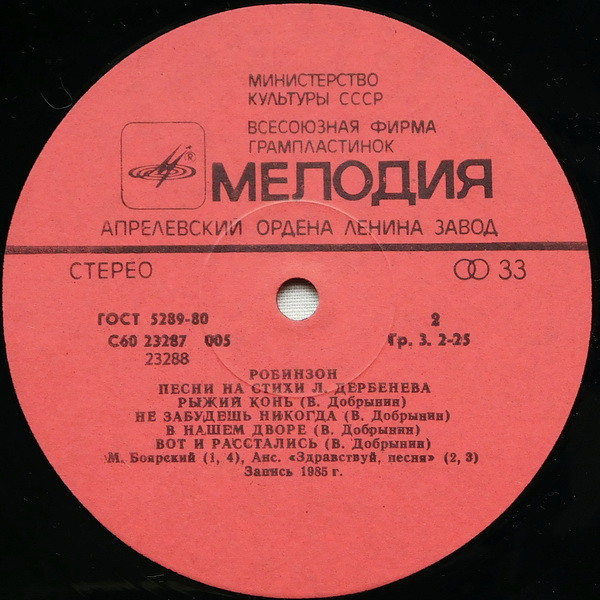 МИНИСТЕРСТВО
КУЛЬТУРЫ СССР
ВСЕСОЮЗНАЯ ФИРМА
ГРАМПЛАСТИНОК
®
МЕЛОДИЯ
АПРЕЛЕВСКИЙ ОРДЕНА ЛЕНИНА ЗАВОД
СТЕРЕО 33
ГОСТ 5289-80 2
С60 23287 005 Гр. 3. 2-25
23288
РОБИНЗОН
ПЕСНИ НА СТИХИ Л. ДЕРБЕНЕВА
РЫЖИЙ КОНЬ (В. Добрынин)
НЕ ЗАБУДЕШЬ НИКОГДА (В. Добрынин)
В НАШЕМ ДВОРЕ (В. Добрынин)
ВОТ И РАССТАЛИСЬ (В. Добрынин)
М. Боярский (1, 4), Анс. «Здравствуй, песня» (2, 3)
Запись 1985 г.